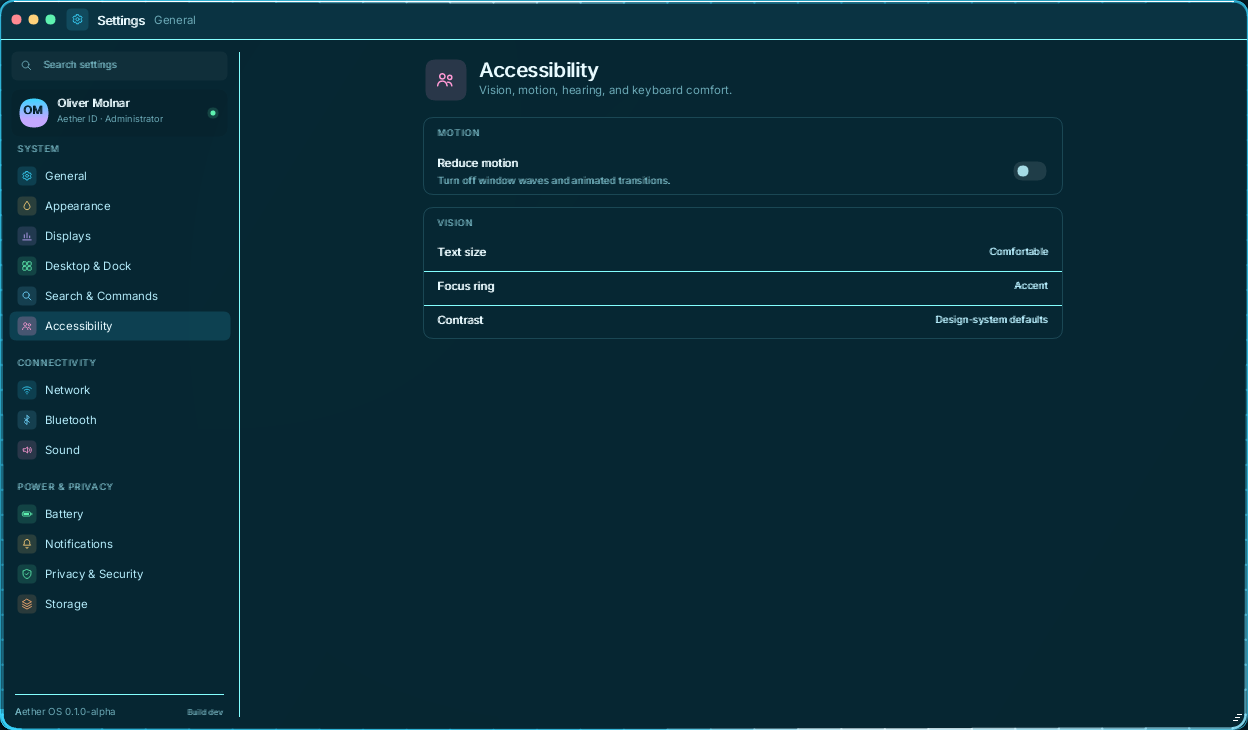 Settings General
Search settings
OM
Oliver Molnar
Aether ID · Administrator
SYSTEM
General
Appearance
Displays
Desktop & Dock
Search & Commands
Accessibility
CONNECTIVITY
Network
Bluetooth
Sound
POWER & PRIVACY
Battery
Notifications
Privacy & Security
Storage
Aether OS 0.1.0-alpha Build dev
Accessibility
Vision, motion, hearing, and keyboard comfort.
MOTION
Reduce motion
Turn off window waves and animated transitions.
VISION
Text size Comfortable
Focus ring Accent
Contrast Design-system defaults